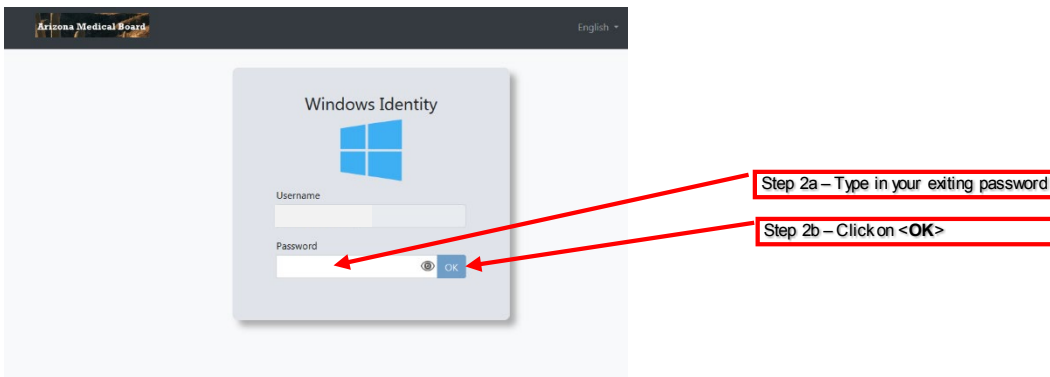 Arizona Medical Board
English
Windows Identity
Username
Step 2a – Type in your exiting password
Step 2b – Click on <OK>
Password
OK